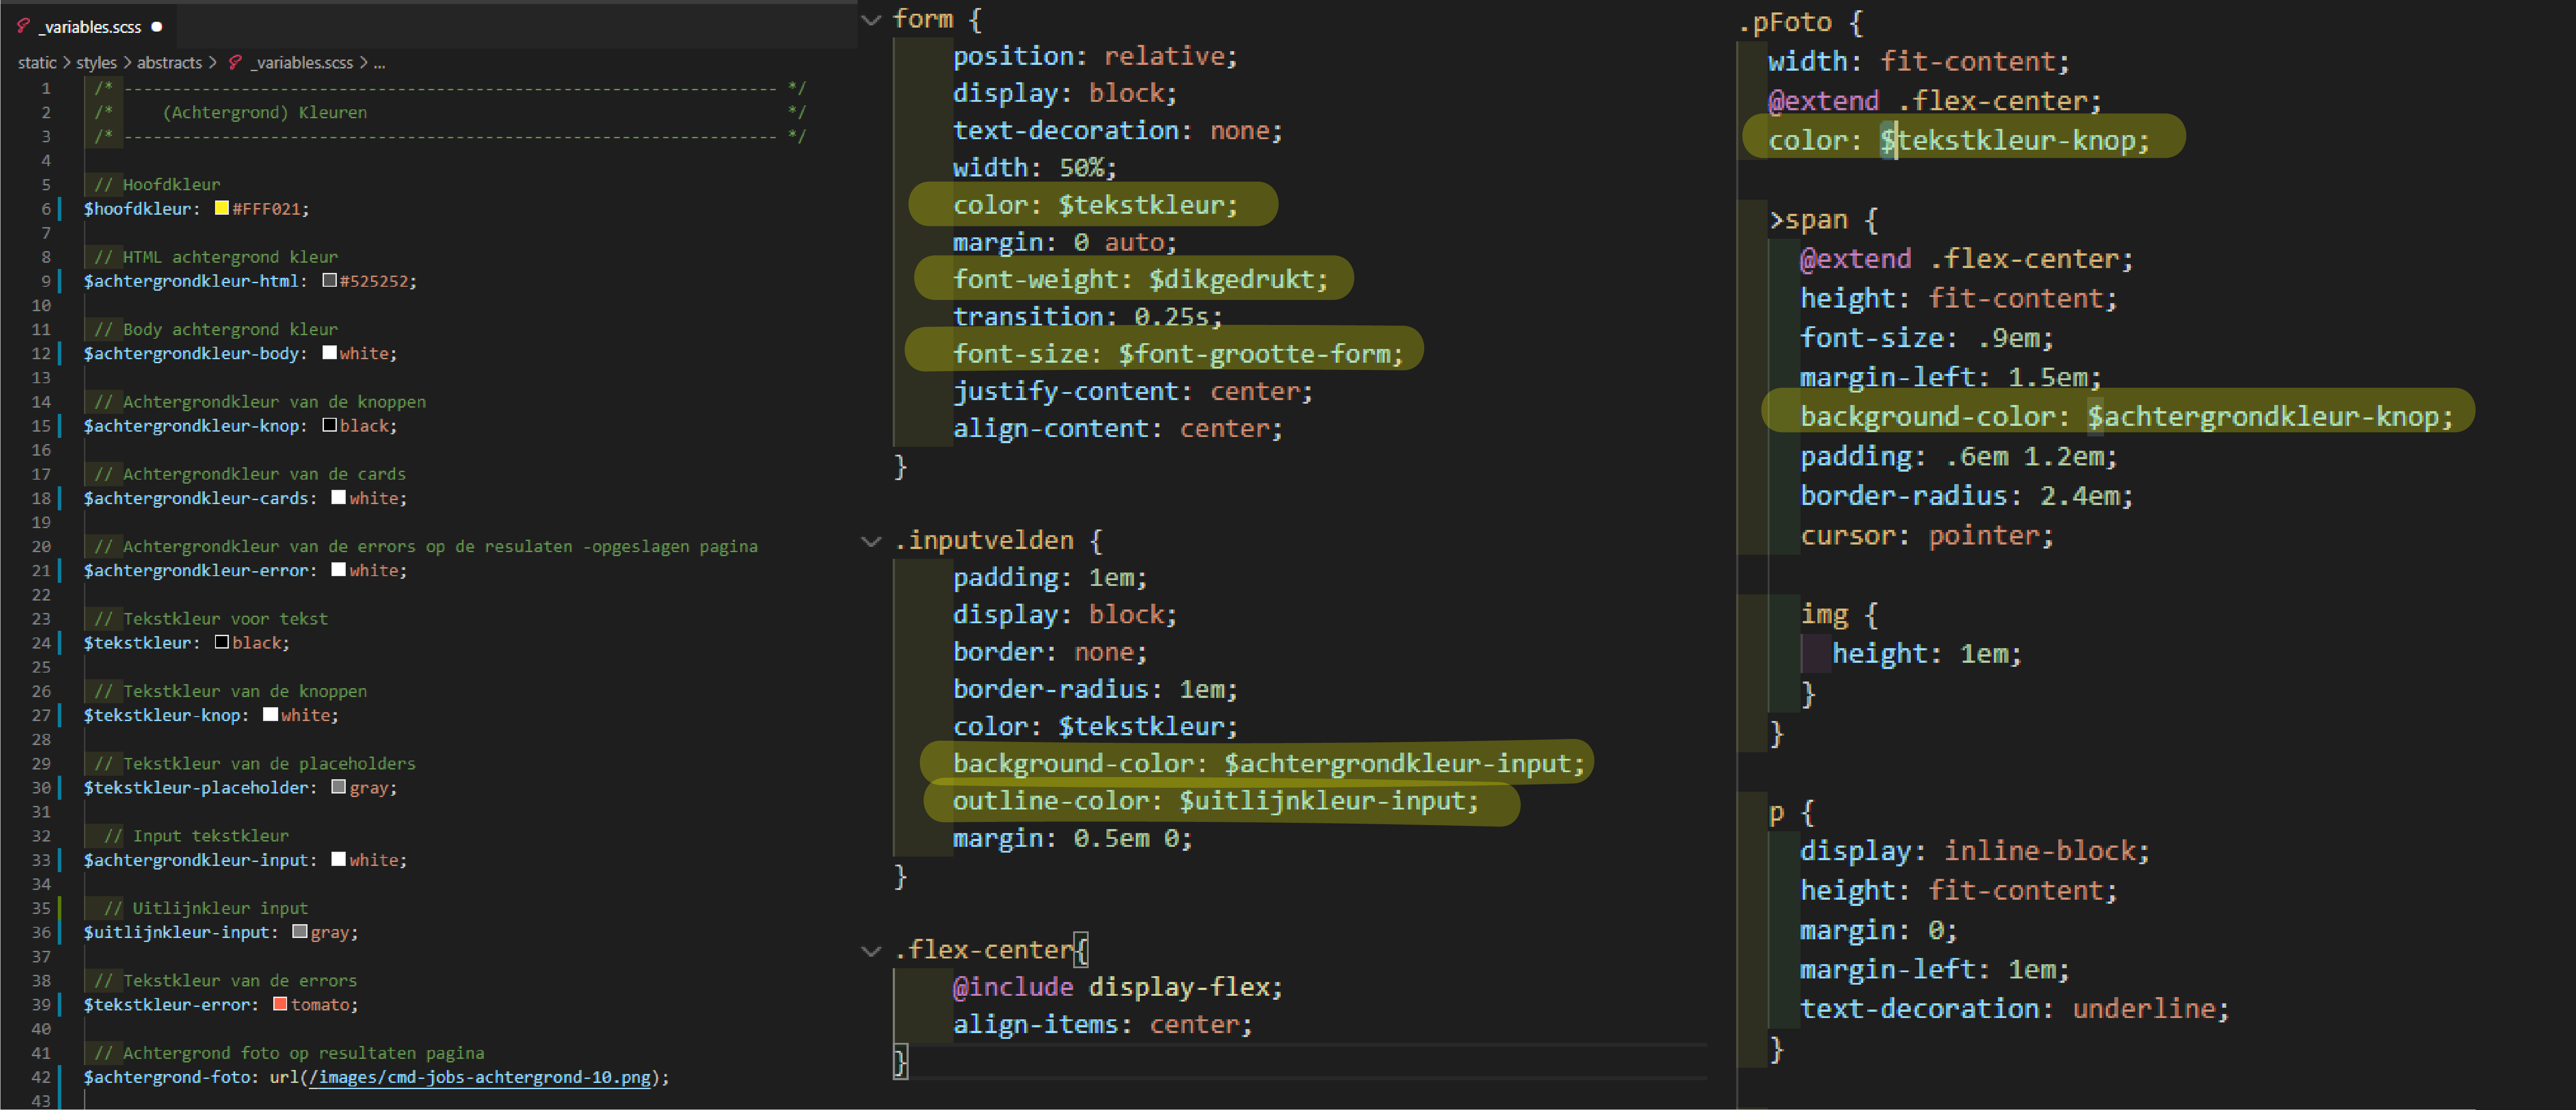 _variables.scss ●
static > styles > abstracts > _variables.scss > ...
1 /* -------------------------------------------------------------------- */
2 /* (Achtergrond) Kleuren */
3 /* -------------------------------------------------------------------- */
4
5 // Hoofdkleur
6 $hoofdkleur: #FFF021;
7
8 // HTML achtergrond kleur
9 $achtergrondkleur-html: #525252;
10
11 // Body achtergrond kleur
12 $achtergrondkleur-body: white;
13
14 // Achtergrondkleur van de knoppen
15 $achtergrondkleur-knop: black;
16
17 // Achtergrondkleur van de cards
18 $achtergrondkleur-cards: white;
19
20 // Achtergrondkleur van de errors op de resulaten -opgeslagen pagina
21 $achtergrondkleur-error: white;
22
23 // Tekstkleur voor tekst
24 $tekstkleur: black;
25
26 // Tekstkleur van de knoppen
27 $tekstkleur-knop: white;
28
29 // Tekstkleur van de placeholders
30 $tekstkleur-placeholder: gray;
31
32 // Input tekstkleur
33 $achtergrondkleur-input: white;
34
35 // Uitlijnkleur input
36 $uitlijnkleur-input: gray;
37
38 // Tekstkleur van de errors
39 $tekstkleur-error: tomato;
40
41 // Achtergrond foto op resultaten pagina
42 $achtergrond-foto: url(/images/cmd-jobs-achtergrond-10.png);
43
form {
position: relative;
display: block;
text-decoration: none;
width: 50%;
color: $tekstkleur;
margin: 0 auto;
font-weight: $dikgedrukt;
transition: 0.25s;
font-size: $font-grootte-form;
justify-content: center;
align-content: center;
}
.inputvelden {
padding: 1em;
display: block;
border: none;
border-radius: 1em;
color: $tekstkleur;
background-color: $achtergrondkleur-input;
outline-color: $uitlijnkleur-input;
margin: 0.5em 0;
}
.flex-center{
@include display-flex;
align-items: center;
}
.pFoto {
width: fit-content;
@extend .flex-center;
color: $tekstkleur-knop;
>span {
@extend .flex-center;
height: fit-content;
font-size: .9em;
margin-left: 1.5em;
background-color: $achtergrondkleur-knop;
padding: .6em 1.2em;
border-radius: 2.4em;
cursor: pointer;
img {
height: 1em;
}
}
p {
display: inline-block;
height: fit-content;
margin: 0;
margin-left: 1em;
text-decoration: underline;
}